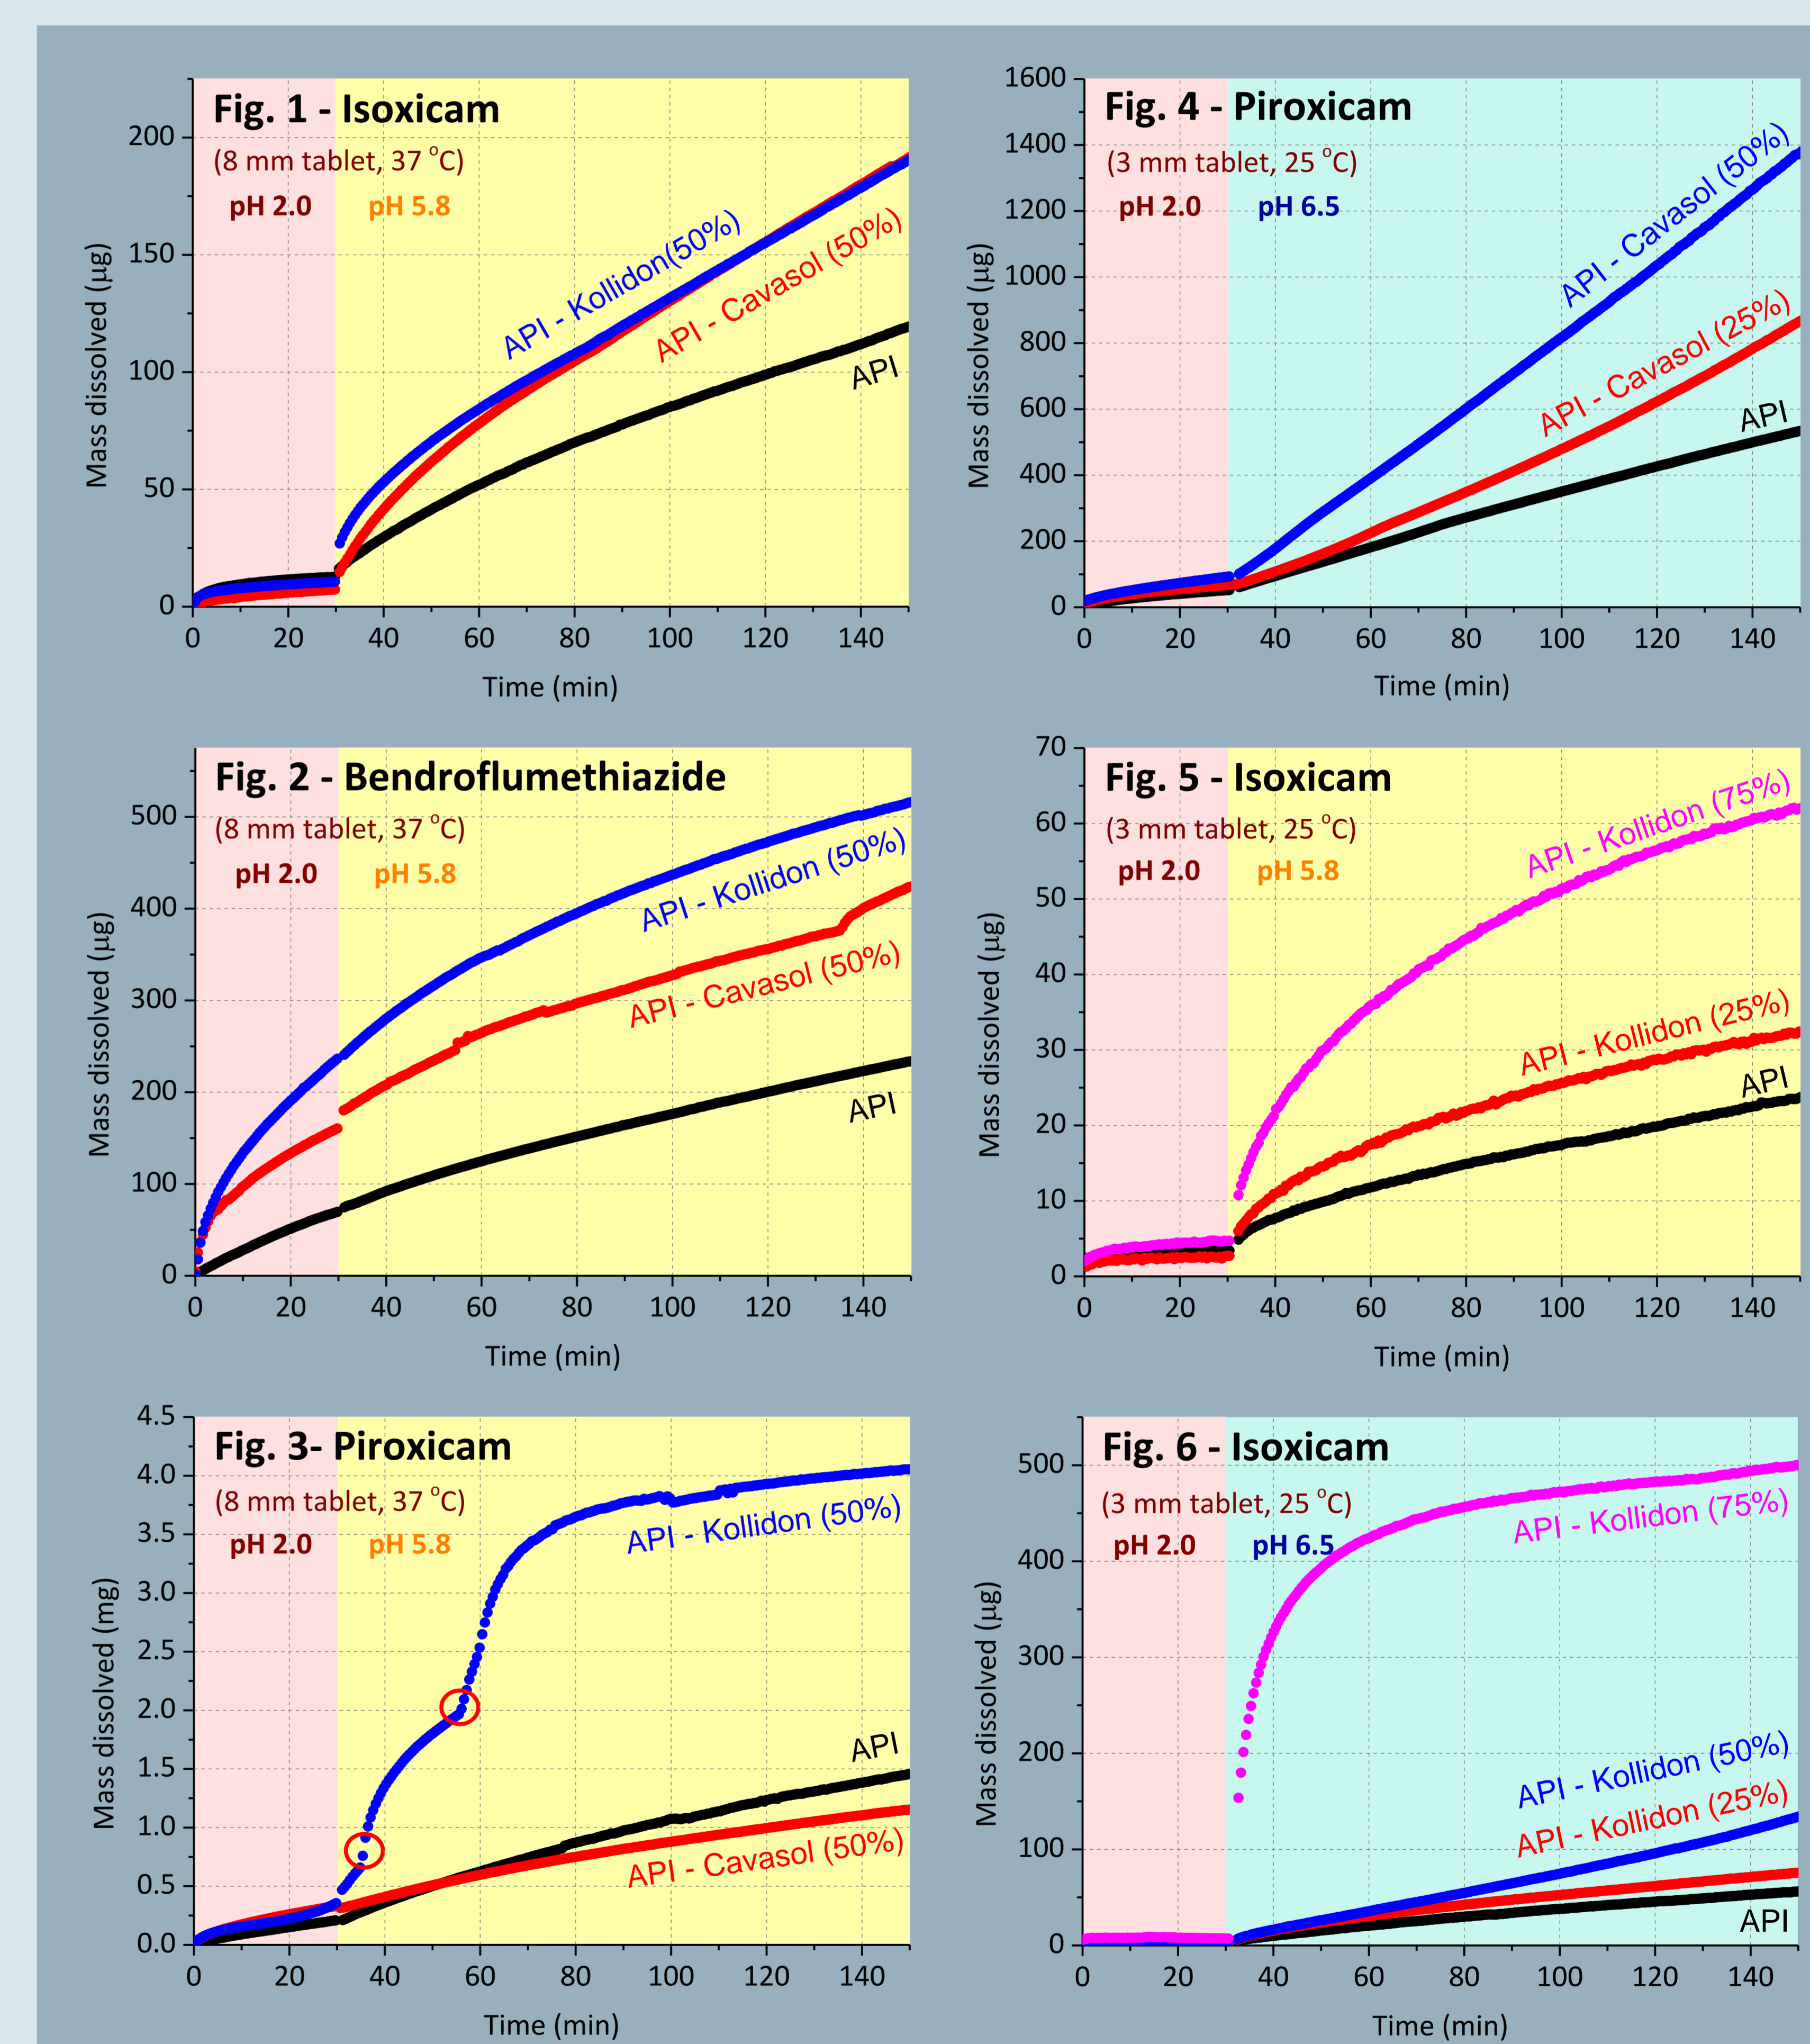 Fig. 1 - Isoxicam
(8 mm tablet, 37 °C)
pH 2.0 pH 5.8
API - Kollidon(50%)
API - Cavasol (50%)
API
Mass dissolved (µg)
200
150
100
50
0
0 20 40 60 80 100 120 140
Time (min)
Fig. 4 - Piroxicam
(3 mm tablet, 25 °C)
pH 2.0 pH 6.5
API - Cavasol (50%)
API - Cavasol (25%)
API
Mass dissolved (µg)
1600
1400
1200
1000
800
600
400
200
0
0 20 40 60 80 100 120 140
Time (min)
Fig. 2 - Bendroflumethiazide
(8 mm tablet, 37 °C)
pH 2.0 pH 5.8
API - Kollidon (50%)
API - Cavasol (50%)
API
Mass dissolved (µg)
500
400
300
200
100
0
0 20 40 60 80 100 120 140
Time (min)
Fig. 5 - Isoxicam
(3 mm tablet, 25 °C)
pH 2.0 pH 5.8
API - Kollidon (75%)
API - Kollidon (25%)
API
Mass dissolved (µg)
70
60
50
40
30
20
10
0
0 20 40 60 80 100 120 140
Time (min)
Fig. 3- Piroxicam
(8 mm tablet, 37 °C)
pH 2.0 pH 5.8
API - Kollidon (50%)
API
API - Cavasol (50%)
Mass dissolved (mg)
4.5
4.0
3.5
3.0
2.5
2.0
1.5
1.0
0.5
0.0
0 20 40 60 80 100 120 140
Time (min)
Fig. 6 - Isoxicam
(3 mm tablet, 25 °C)
pH 2.0 pH 6.5
API - Kollidon (75%)
API - Kollidon (50%)
API - Kollidon (25%)
API
Mass dissolved (µg)
500
400
300
200
100
0
0 20 40 60 80 100 120 140
Time (min)